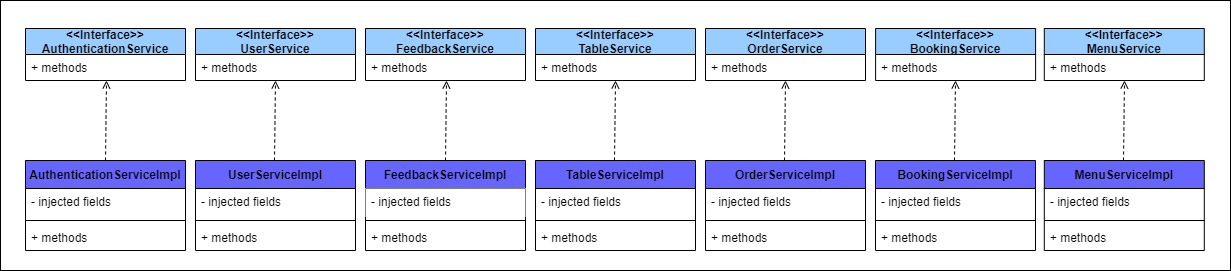 <<Interface>>
AuthenticationService
+ methods
<<Interface>>
UserService
+ methods
<<Interface>>
FeedbackService
+ methods
<<Interface>>
TableService
+ methods
<<Interface>>
OrderService
+ methods
<<Interface>>
BookingService
+ methods
<<Interface>>
MenuService
+ methods
AuthenticationServiceImpl
- injected fields
+ methods
UserServiceImpl
- injected fields
+ methods
FeedbackServiceImpl
- injected fields
+ methods
TableServiceImpl
- injected fields
+ methods
OrderServiceImpl
- injected fields
+ methods
BookingServiceImpl
- injected fields
+ methods
MenuServiceImpl
- injected fields
+ methods